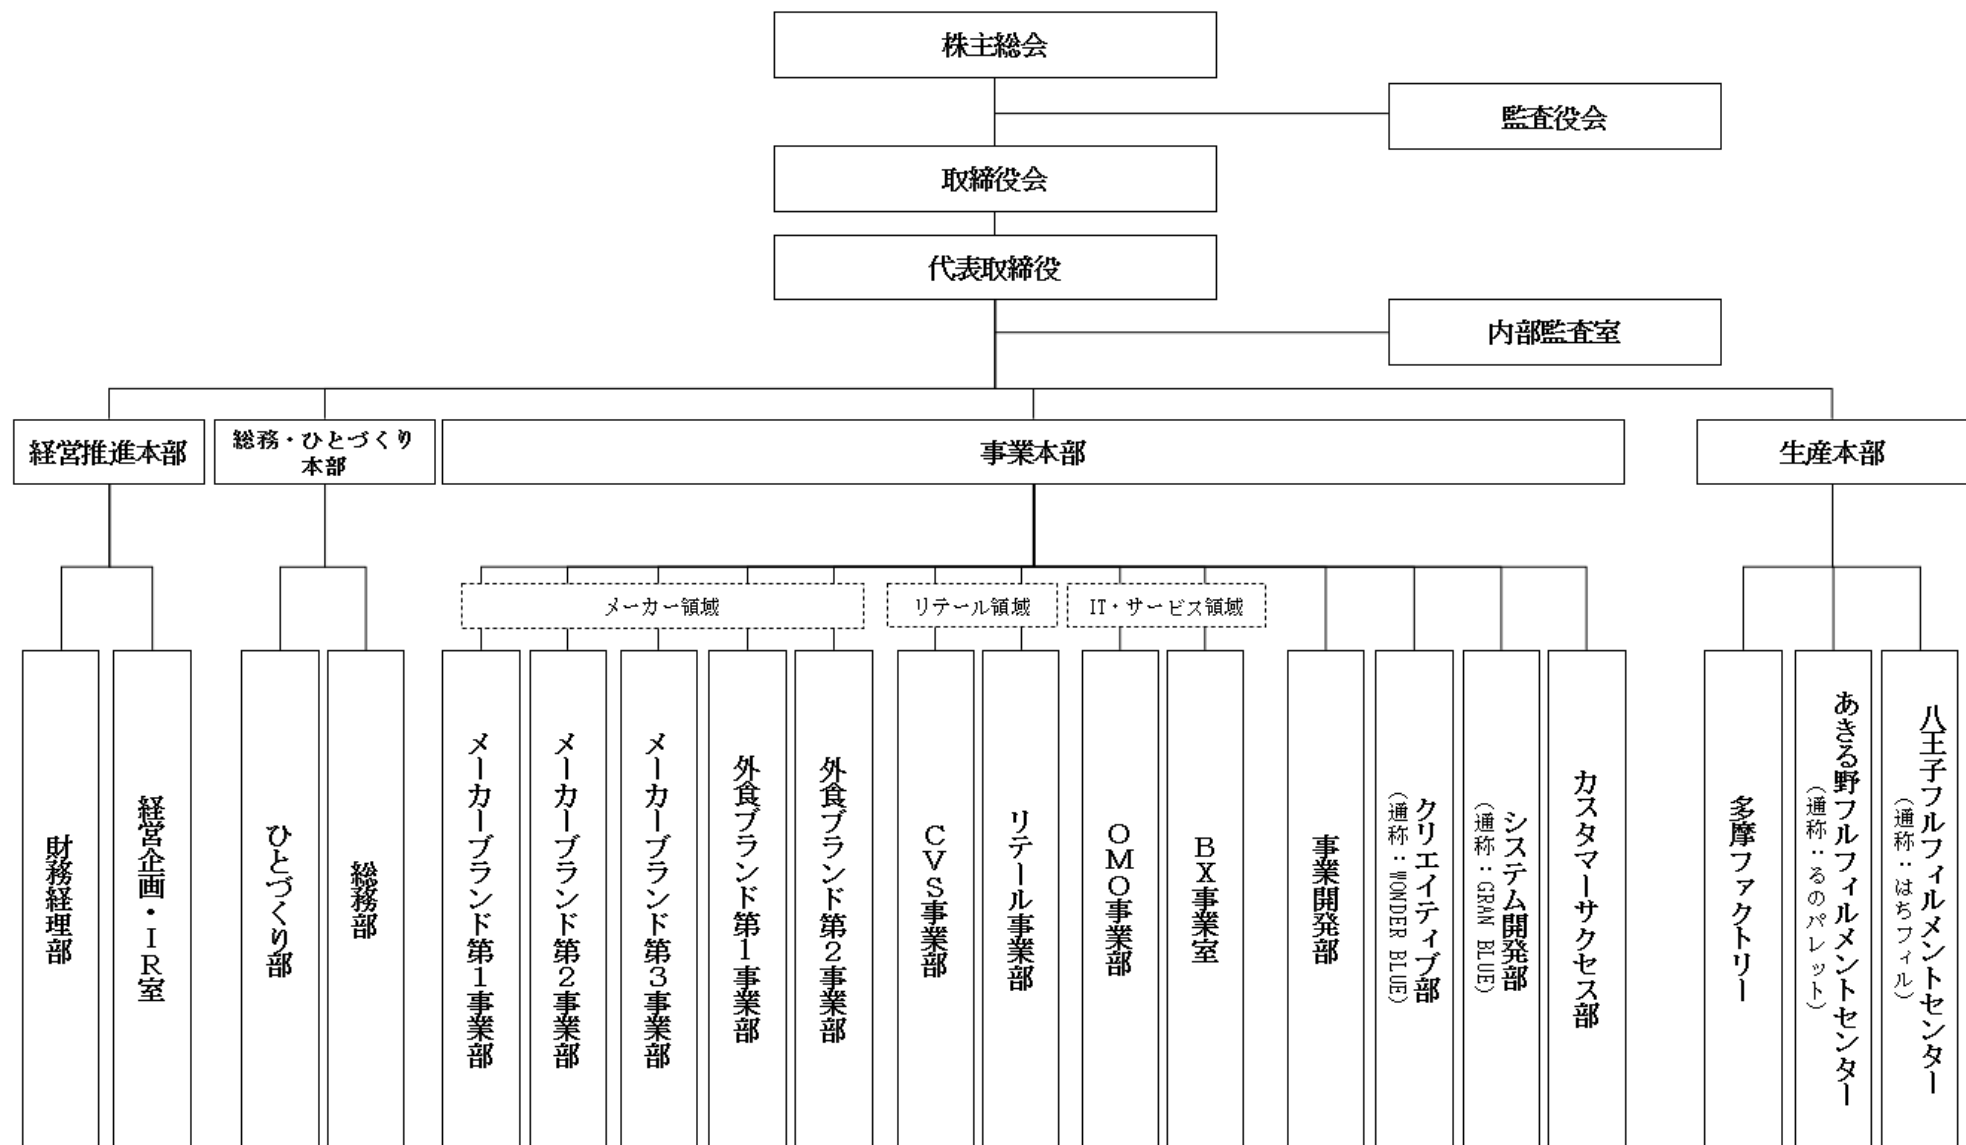 株主総会
監査役会
取締役会
代表取締役
内部監査室
経営推進本部
総務・ひとづくり
本部
事業本部
生産本部
メーカー領域
リテール領域
IT・サービス領域
財務経理部
経営企画・IR室
ひとづくり部
総務部
メーカーブランド第1事業部
メーカーブランド第2事業部
メーカーブランド第3事業部
外食ブランド第1事業部
外食ブランド第2事業部
CVS事業部
リテール事業部
OMO事業部
BX事業室
事業開発部
クリエイティブ部
(通称:WONDER BLUE)
システム開発部
(通称:GRAN BLUE)
カスタマーサクセス部
多摩ファクトリー
あきる野フルフィルメントセンター
(通称:るのパレット)
八王子フルフィルメントセンター
(通称:はちフィル)